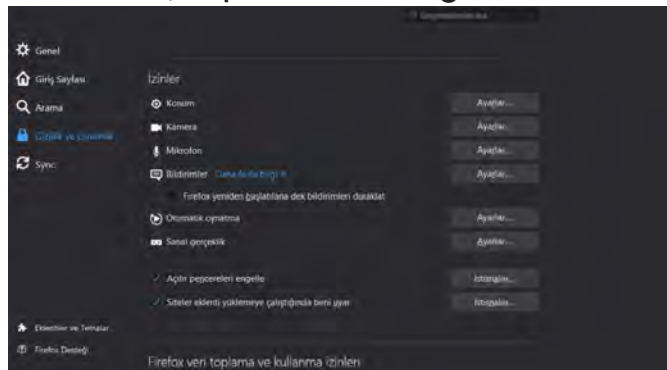 Genel
Giriş Sayfası
Arama
Gizlilik ve Güvenlik
Sync
Eklentiler ve Temalar
Firefox Desteği
İzinler
Konum Ayarlar...
Kamera Ayarlar...
Mikrofon Ayarlar...
Bildirimler Daha fazla bilgi al Ayarlar...
Firefox yeniden başlatılana dek bildirimleri duraklat
Otomatik oynatma Ayarlar...
Sanal gerçeklik Ayarlar...
Açılır pencereleri engelle İstisnalar...
Siteler eklenti yüklemeye çalıştığında beni uyar İstisnalar...
Firefox veri toplama ve kullanma izinleri